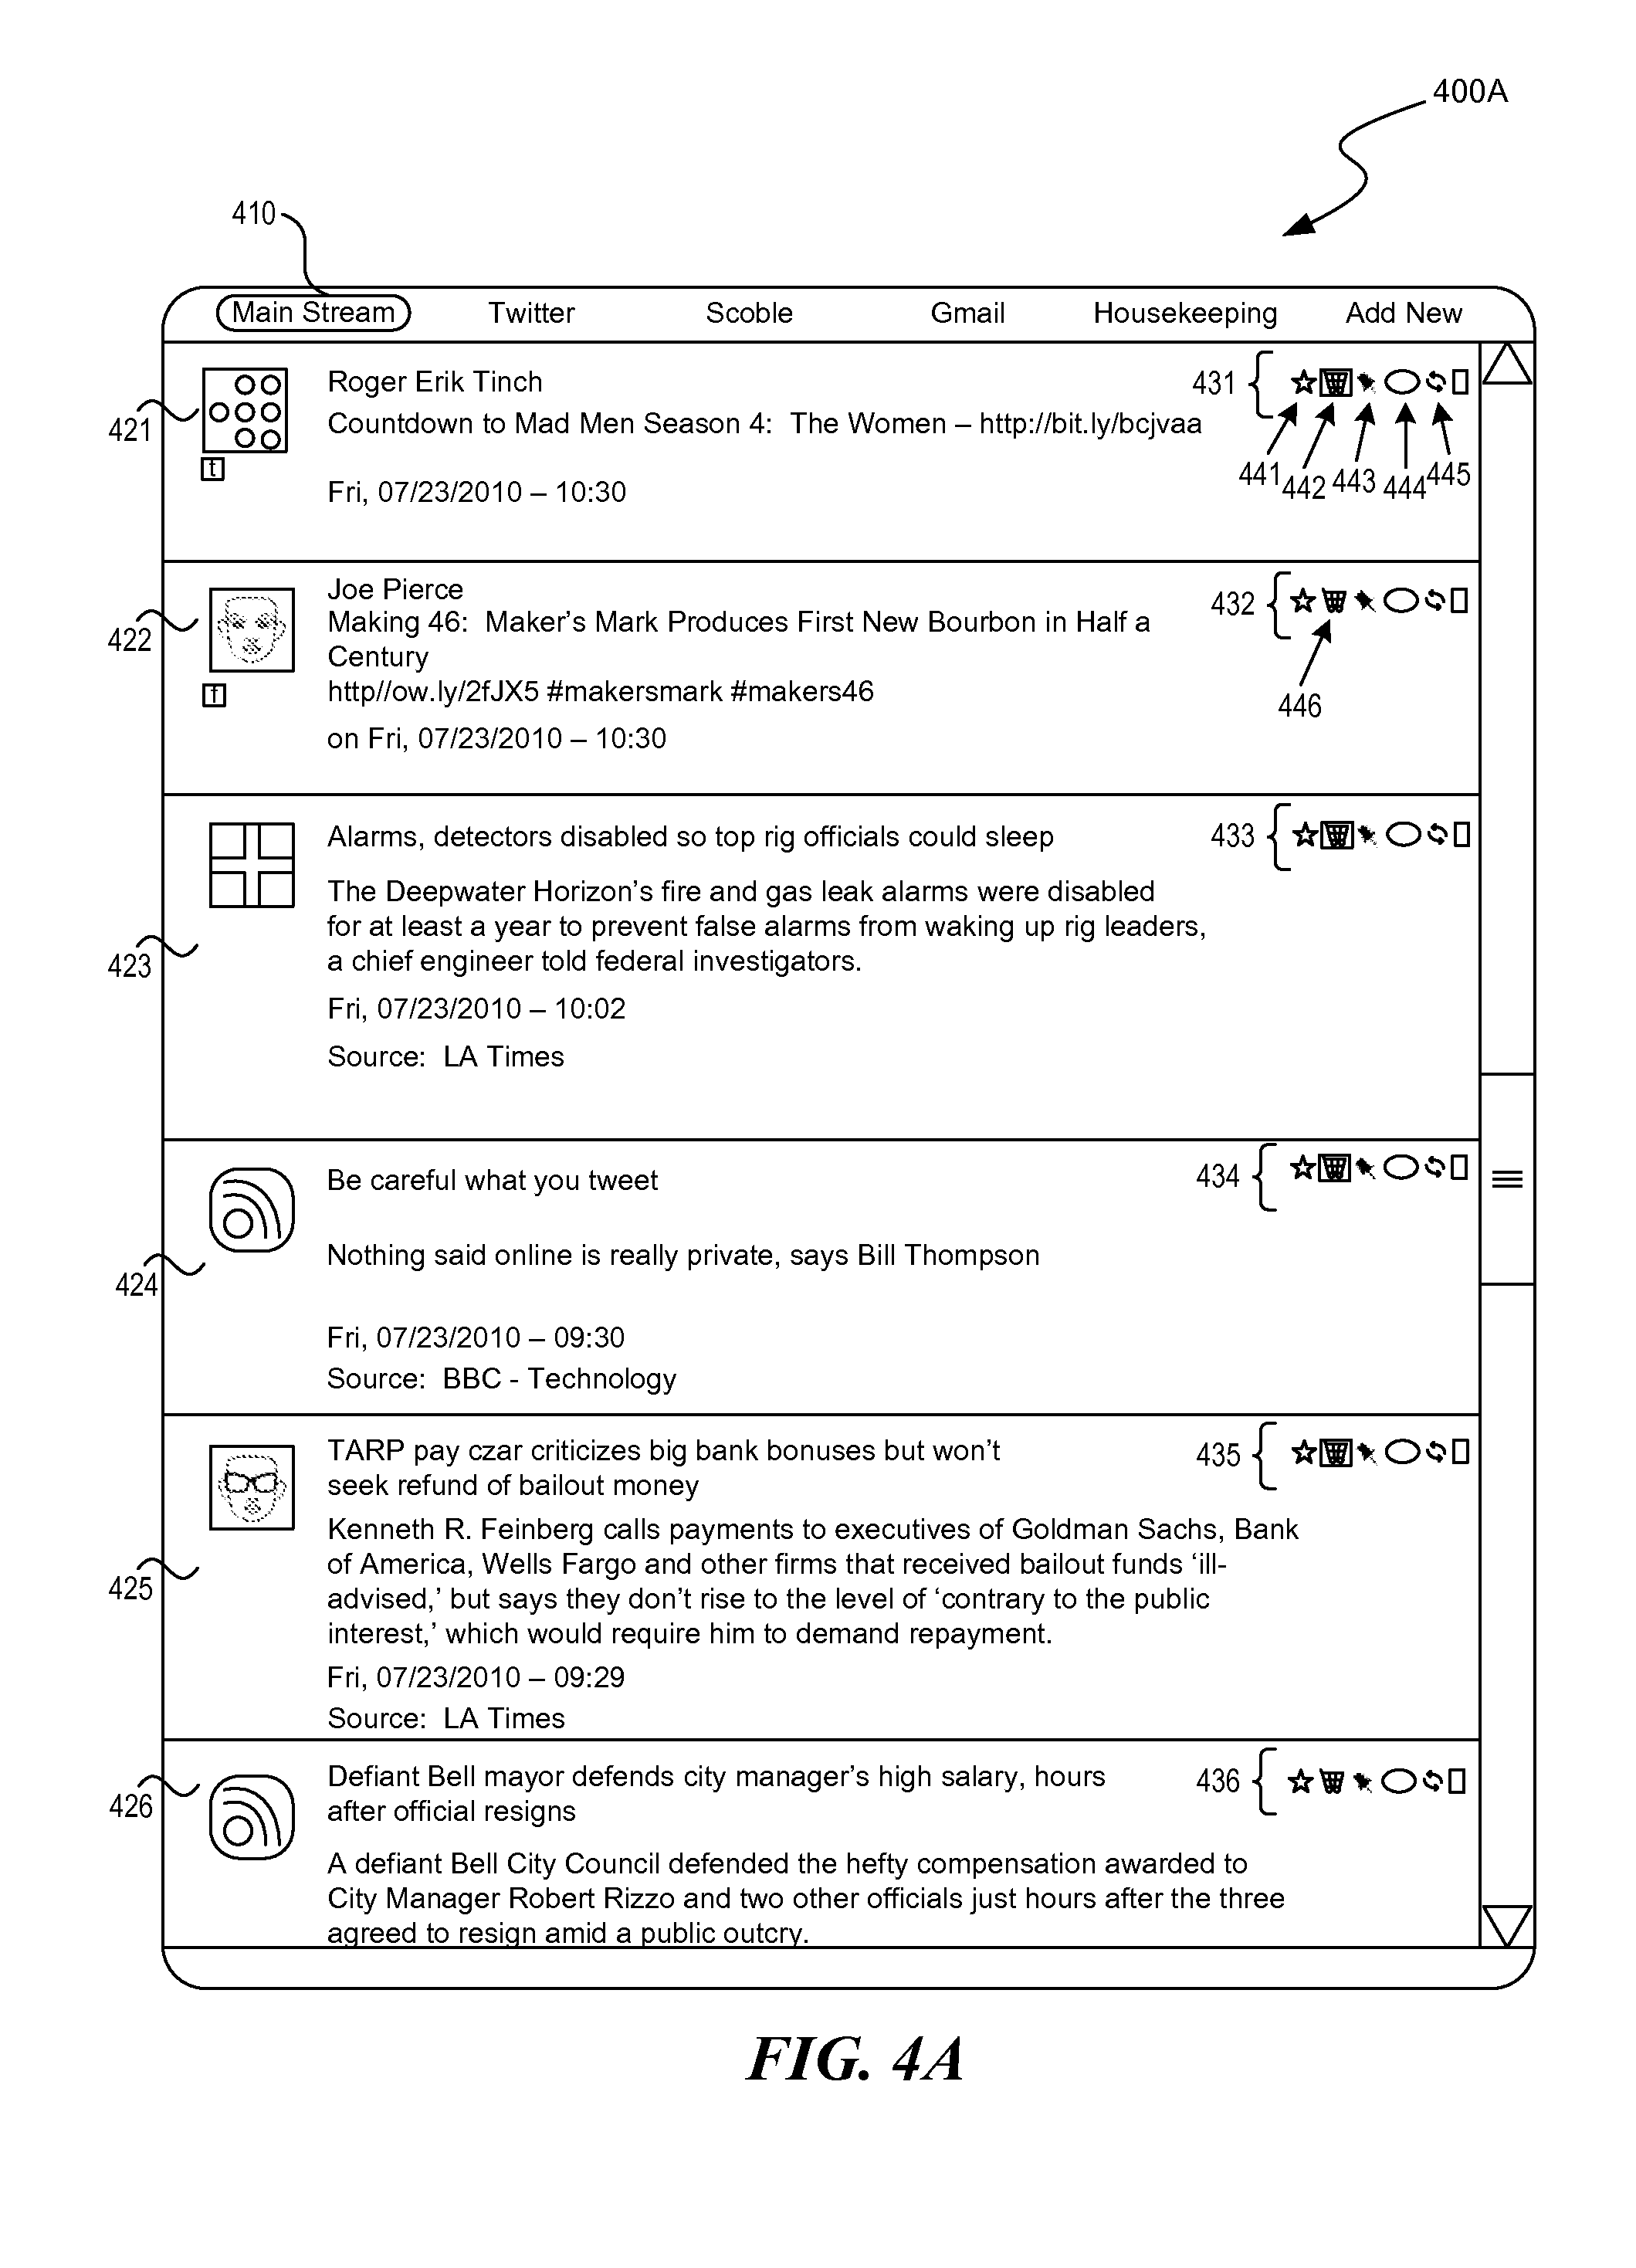 400A
410
Main Stream Twitter Scoble Gmail Housekeeping Add New
421
t
Roger Erik Tinch
Countdown to Mad Men Season 4: The Women – http://bit.ly/bcjvaa
Fri, 07/23/2010 – 10:30
431
441 442 443 444 445
422
f
Joe Pierce
Making 46: Maker’s Mark Produces First New Bourbon in Half a
Century
http//ow.ly/2fJX5 #makersmark #makers46
on Fri, 07/23/2010 – 10:30
432
446
423
Alarms, detectors disabled so top rig officials could sleep
The Deepwater Horizon’s fire and gas leak alarms were disabled
for at least a year to prevent false alarms from waking up rig leaders,
a chief engineer told federal investigators.
Fri, 07/23/2010 – 10:02
Source: LA Times
433
424
Be careful what you tweet
Nothing said online is really private, says Bill Thompson
Fri, 07/23/2010 – 09:30
Source: BBC - Technology
434
425
TARP pay czar criticizes big bank bonuses but won’t
seek refund of bailout money
Kenneth R. Feinberg calls payments to executives of Goldman Sachs, Bank
of America, Wells Fargo and other firms that received bailout funds ‘ill-
advised,’ but says they don’t rise to the level of ‘contrary to the public
interest,’ which would require him to demand repayment.
Fri, 07/23/2010 – 09:29
Source: LA Times
435
426
Defiant Bell mayor defends city manager’s high salary, hours
after official resigns
A defiant Bell City Council defended the hefty compensation awarded to
City Manager Robert Rizzo and two other officials just hours after the three
agreed to resign amid a public outcry.
436
FIG. 4A